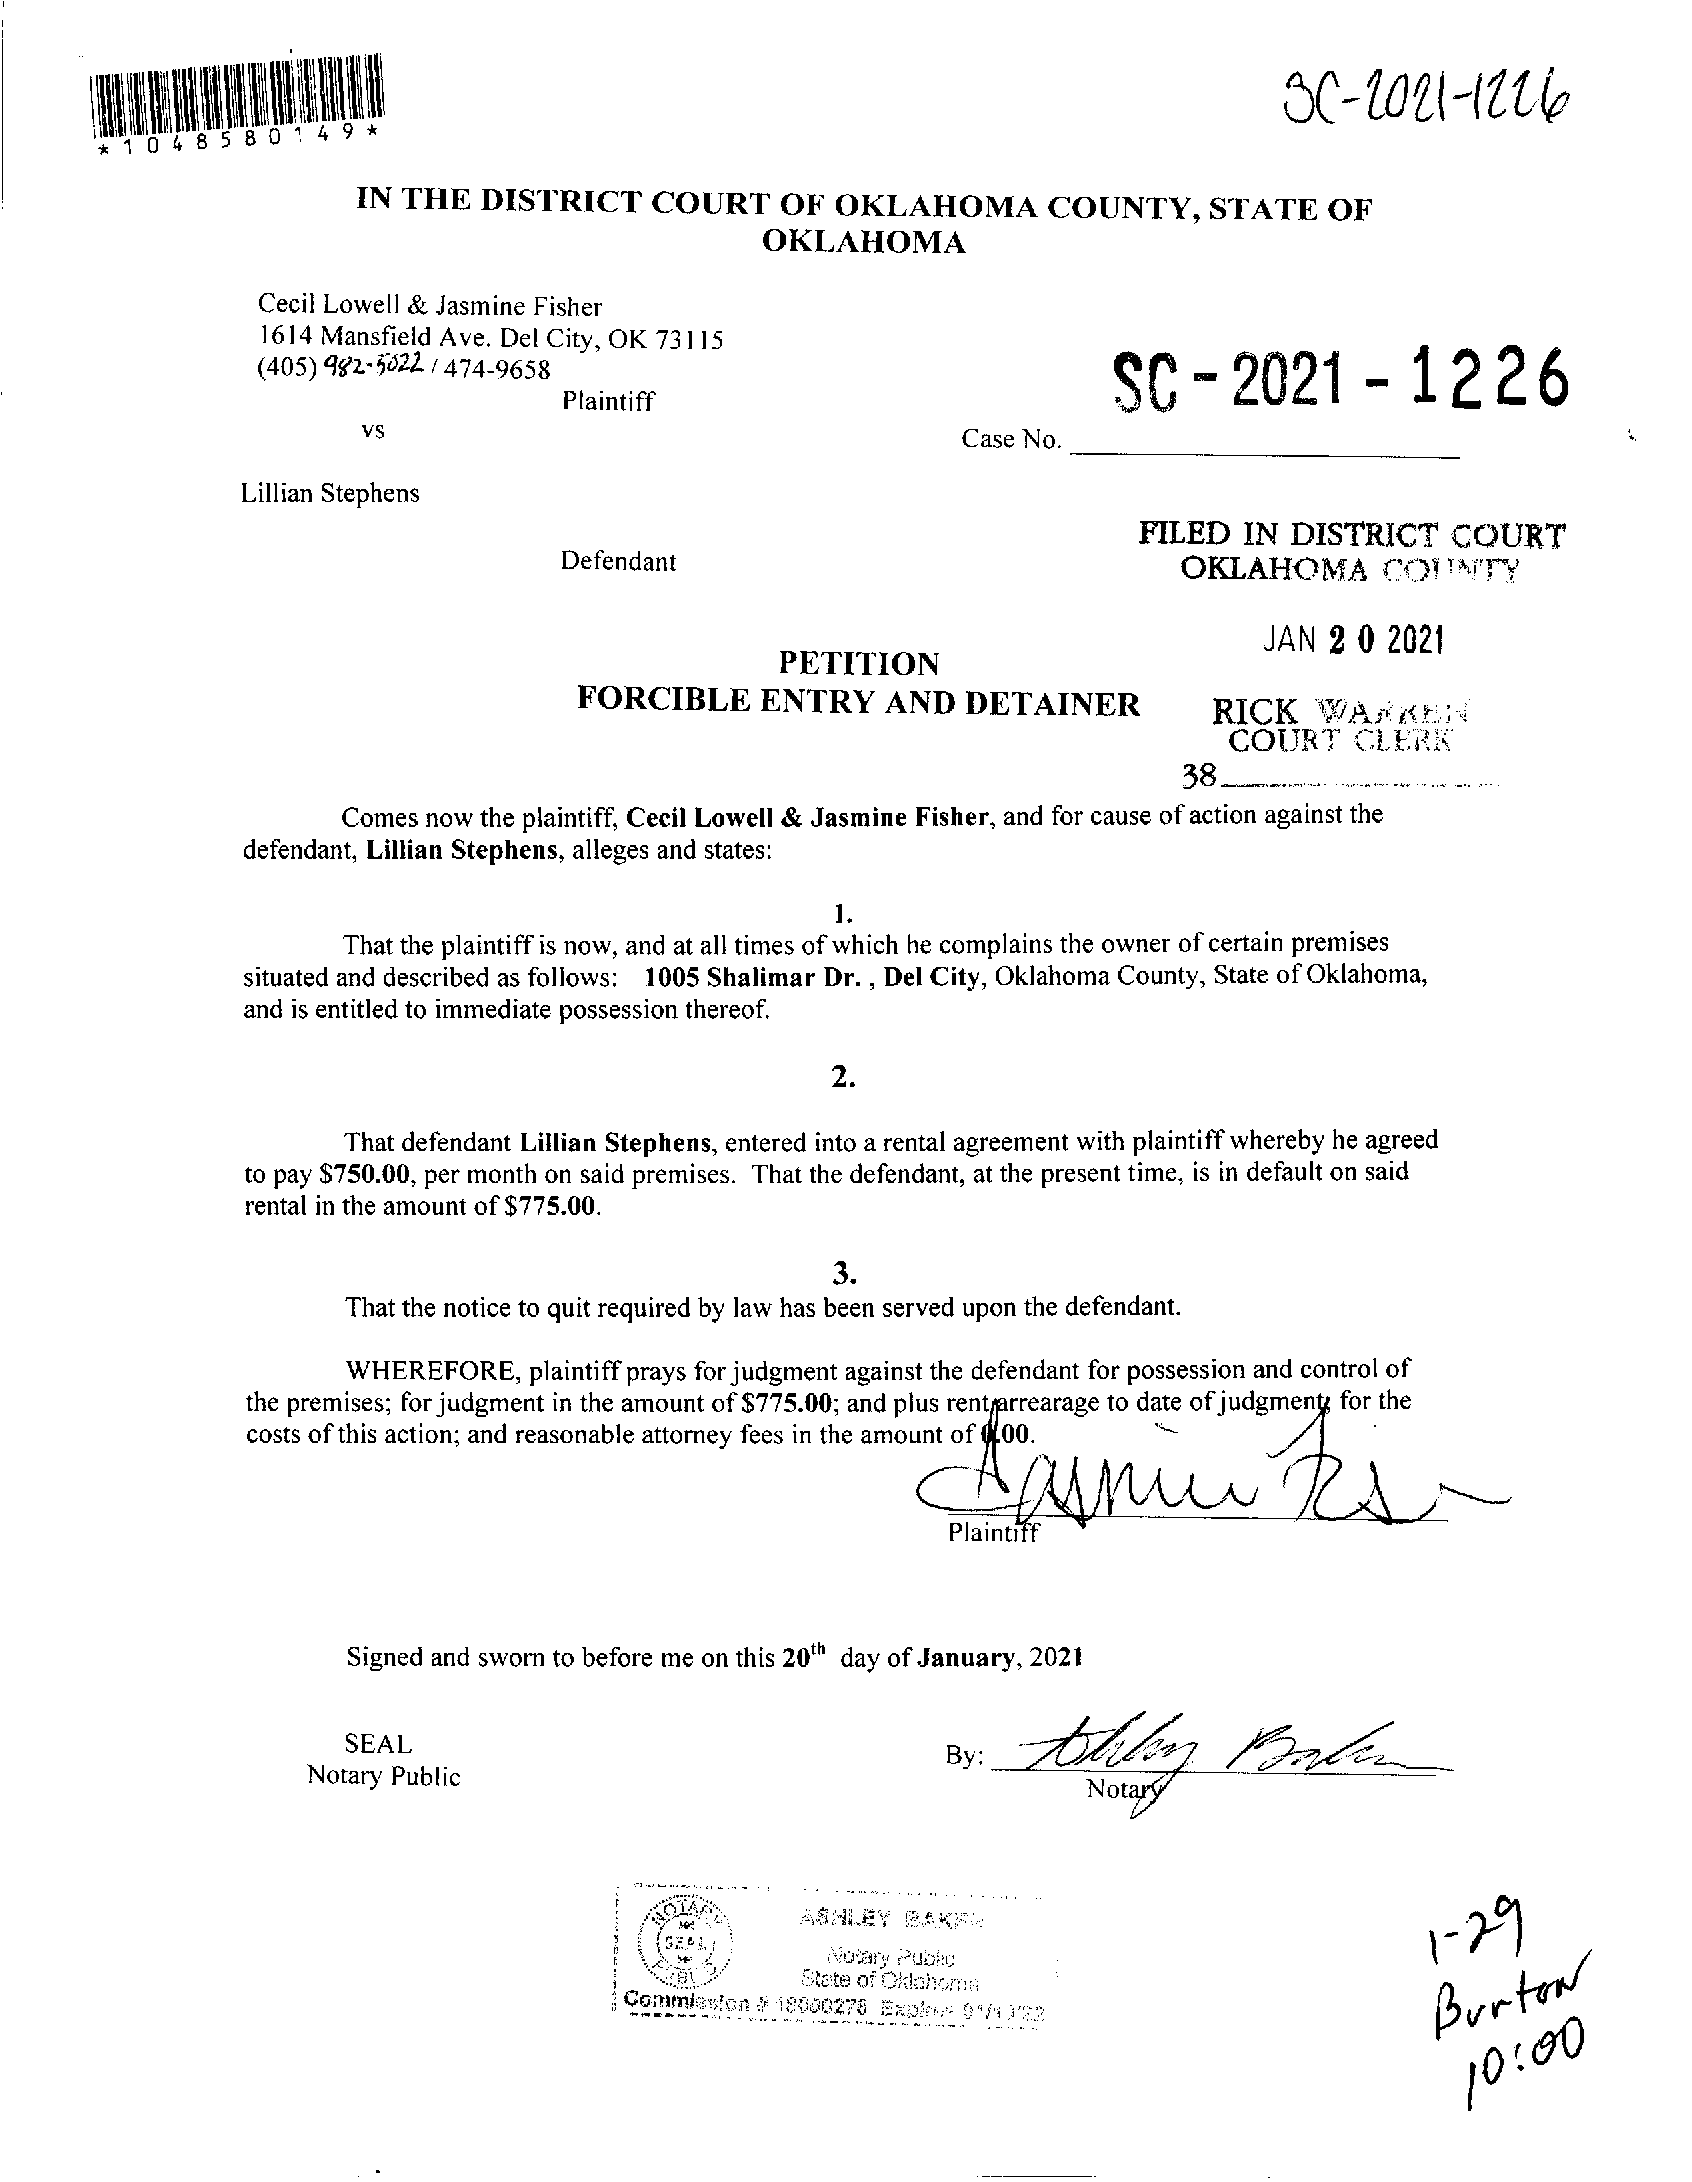 SC-2021-1226
*1048580149*
IN THE DISTRICT COURT OF OKLAHOMA COUNTY, STATE OF
OKLAHOMA
Cecil Lowell & Jasmine Fisher
1614 Mansfield Ave. Del City, OK 73115
(405) 982-5022 / 474-9658
Plaintiff
SC-2021-1226
vs
Case No.
Lillian Stephens
FILED IN DISTRICT COURT
OKLAHOMA COUNTY
Defendant
JAN 20 2021
PETITION
FORCIBLE ENTRY AND DETAINER
RICK WARREN
COURT CLERK
38
Comes now the plaintiff, Cecil Lowell & Jasmine Fisher, and for cause of action against the
defendant, Lillian Stephens, alleges and states:
1.
That the plaintiff is now, and at all times of which he complains the owner of certain premises
situated and described as follows: 1005 Shalimar Dr. , Del City, Oklahoma County, State of Oklahoma,
and is entitled to immediate possession thereof.
2.
That defendant Lillian Stephens, entered into a rental agreement with plaintiff whereby he agreed
to pay $750.00, per month on said premises. That the defendant, at the present time, is in default on said
rental in the amount of $775.00.
3.
That the notice to quit required by law has been served upon the defendant.
WHEREFORE, plaintiff prays for judgment against the defendant for possession and control of
the premises; for judgment in the amount of $775.00; and plus rent arrearage to date of judgment; for the
costs of this action; and reasonable attorney fees in the amount of 0.00.
Plaintiff
Signed and sworn to before me on this 20th day of January, 2021
SEAL
Notary Public
By: Ashley Baker
Notary
NOTARY
SEAL
PUBLIC
ASHLEY BAKER
Notary Public
State of Oklahoma
Commission # 18000276 Expires
1-29
Burton
10:00